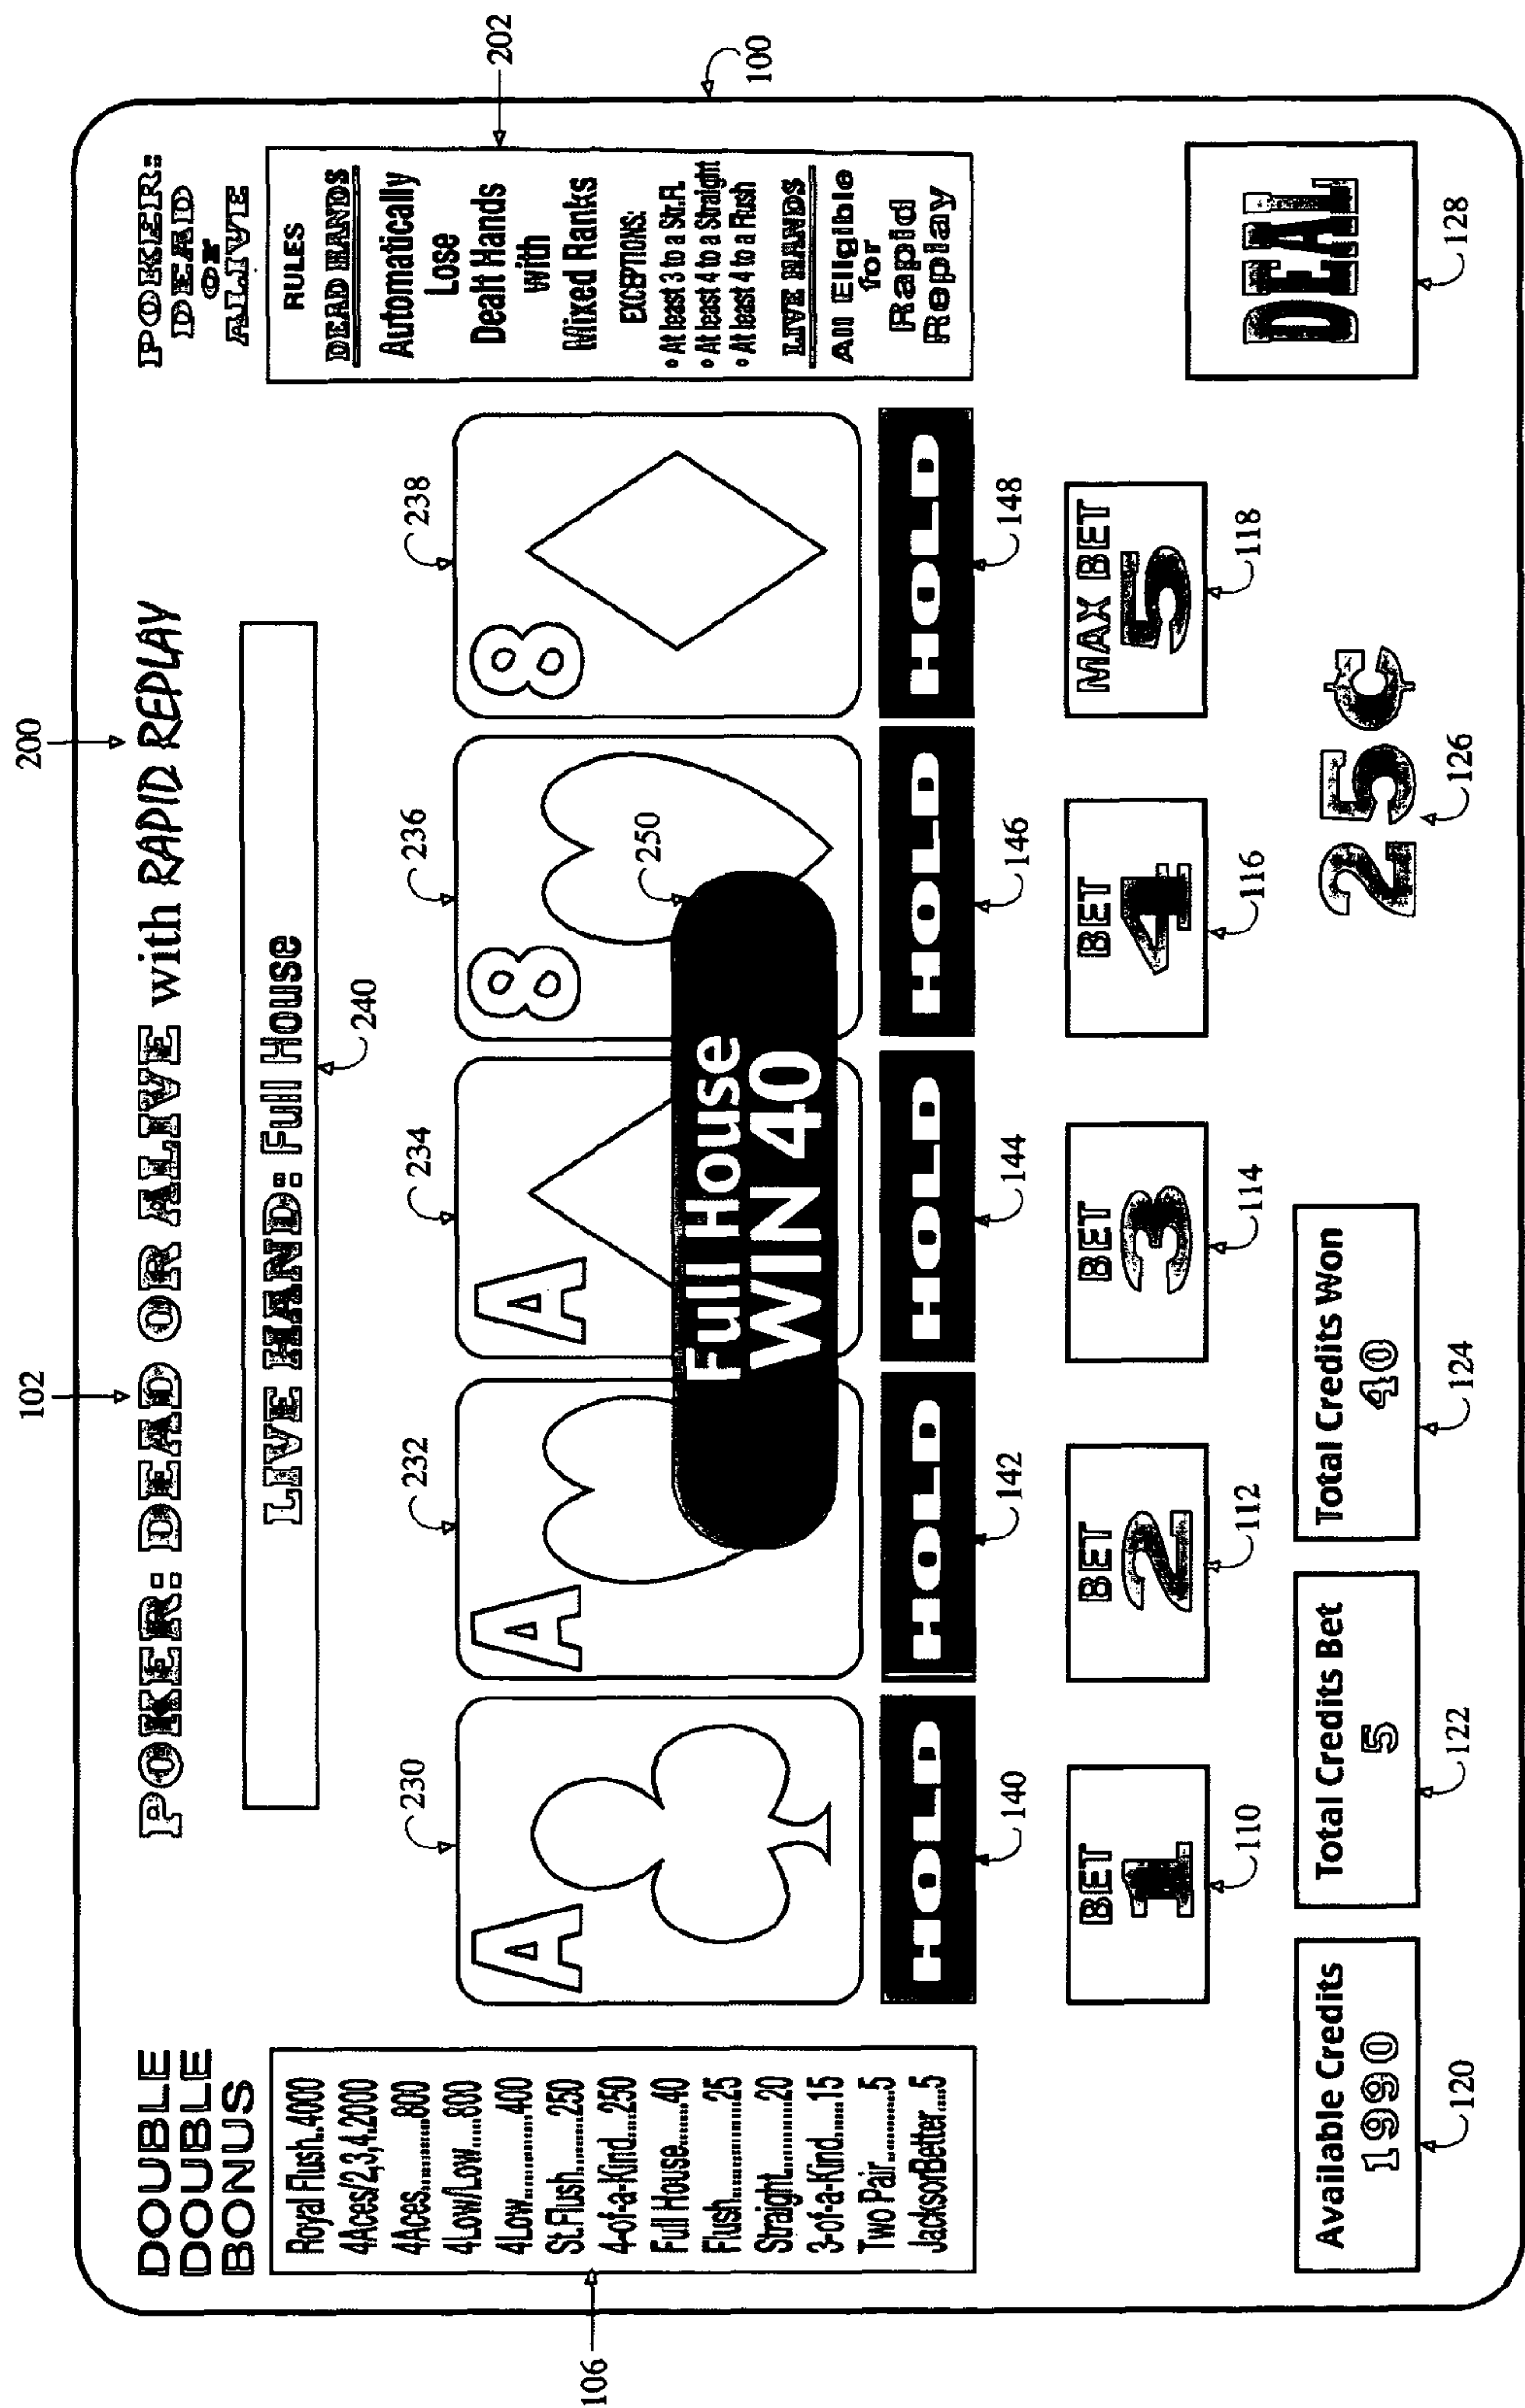 102
200
POKER: DEAD OR ALIVE with RAPID REPLAY
DOUBLE
DOUBLE
BONUS
Royal Flush..4000
4Aces/2,3,4.2000
4Aces..........800
4Low/Low....800
4Low..........400
St.Flush.......250
4-of-a-Kind....250
Full House.....40
Flush..............25
Straight...........20
3-of-a-Kind.....15
Two Pair..........5
JacksorBetter....5
106
LIVE HAND: Full House
240
POKER:
DEAD
OR
ALIVE
RULES
DEAD HANDS
Automatically
Lose
Dealt Hands
with
Mixed Ranks
EXCEPTIONS:
• At least 3 to a Str.Fl.
• At least 4 to a Straight
• At least 4 to a Flush
LIVE HANDS
All Eligible
for
Rapid
Replay
202
100
230
232
234
236
238
A
A
A
8
8
250
Full House
WIN 40
HOLD
HOLD
HOLD
HOLD
HOLD
140
142
144
146
148
BET
1
BET
2
BET
3
BET
4
MAX BET
5
110
112
114
116
118
DEAL
128
Available Credits
1990
Total Credits Bet
5
Total Credits Won
40
25¢
120
122
124
126